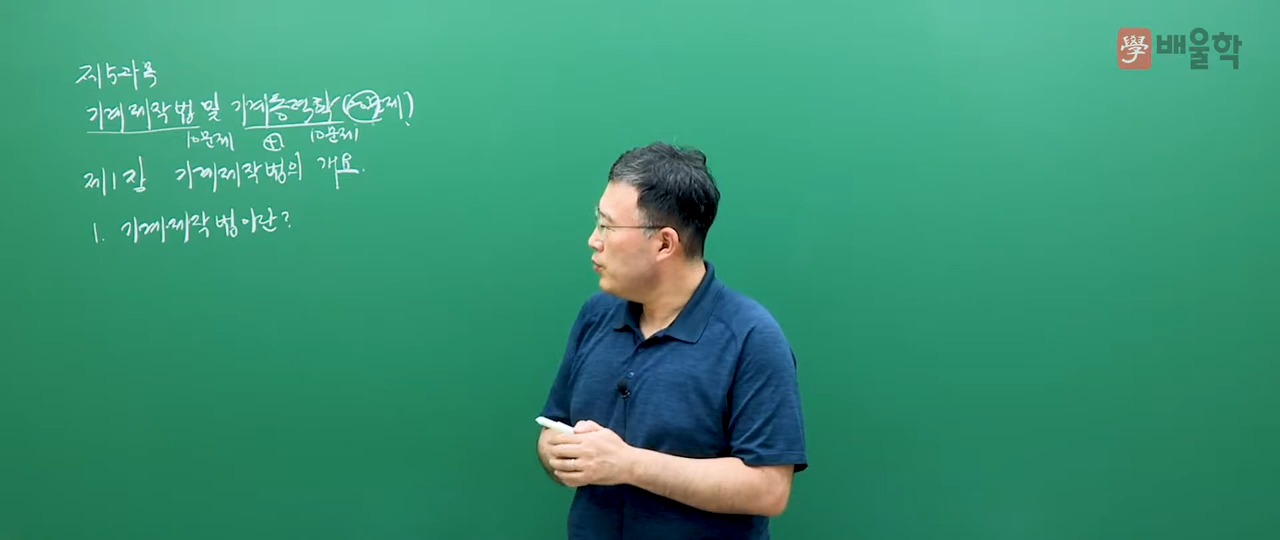 제5과목
기계제작법 및 기계동력학(20문제)
10문제 ⊕ 10문제
제1장 기계제작법의 개요.
1. 기계제작법이란?
學 배울학